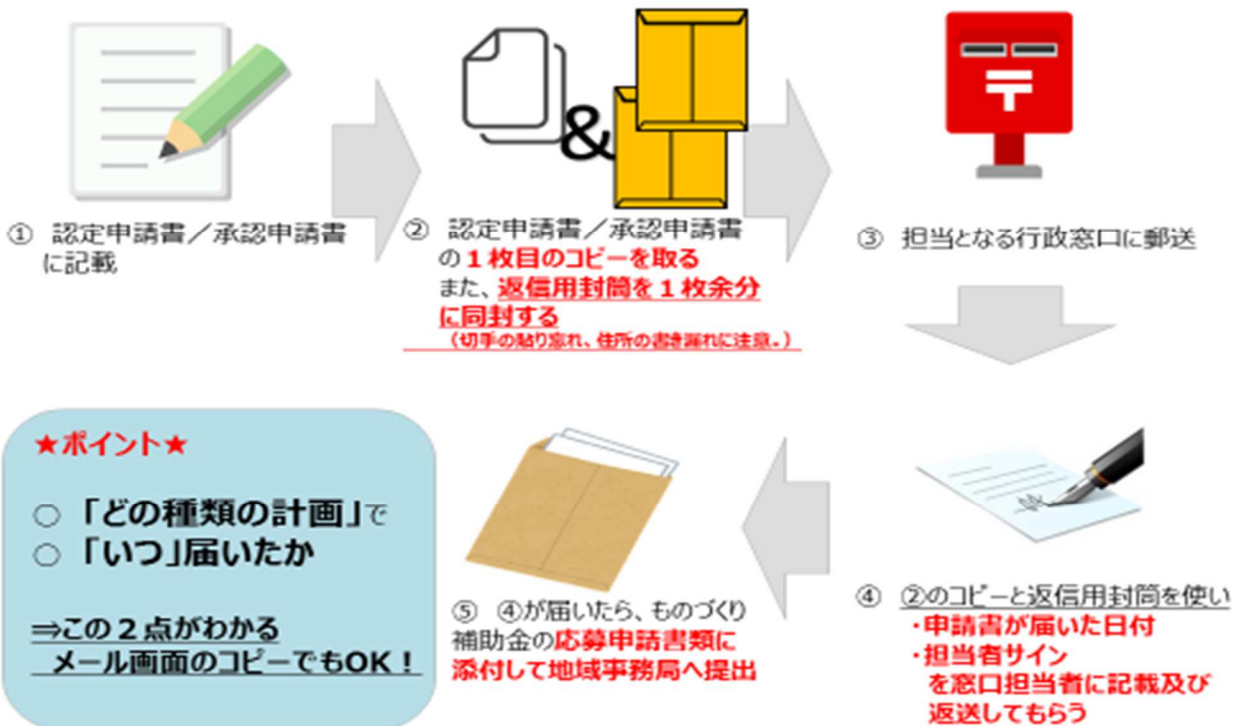 ① 認定申請書／承認申請書
に記載
&
② 認定申請書／承認申請書
の１枚目のコピーを取る
また、返信用封筒を１枚余分
に同封する
（切手の貼り忘れ、住所の書き漏れに注意。）
〒
③ 担当となる行政窓口に郵送
④ ②のコピーと返信用封筒を使い
・申請書が届いた日付
・担当者サイン
を窓口担当者に記載及び
返送してもらう
⑤ ④が届いたら、ものづくり
補助金の応募申請書類に
添付して地域事務局へ提出
★ポイント★
○「どの種類の計画」で
○「いつ」届いたか
⇒この２点がわかる
メール画面のコピーでもOK！